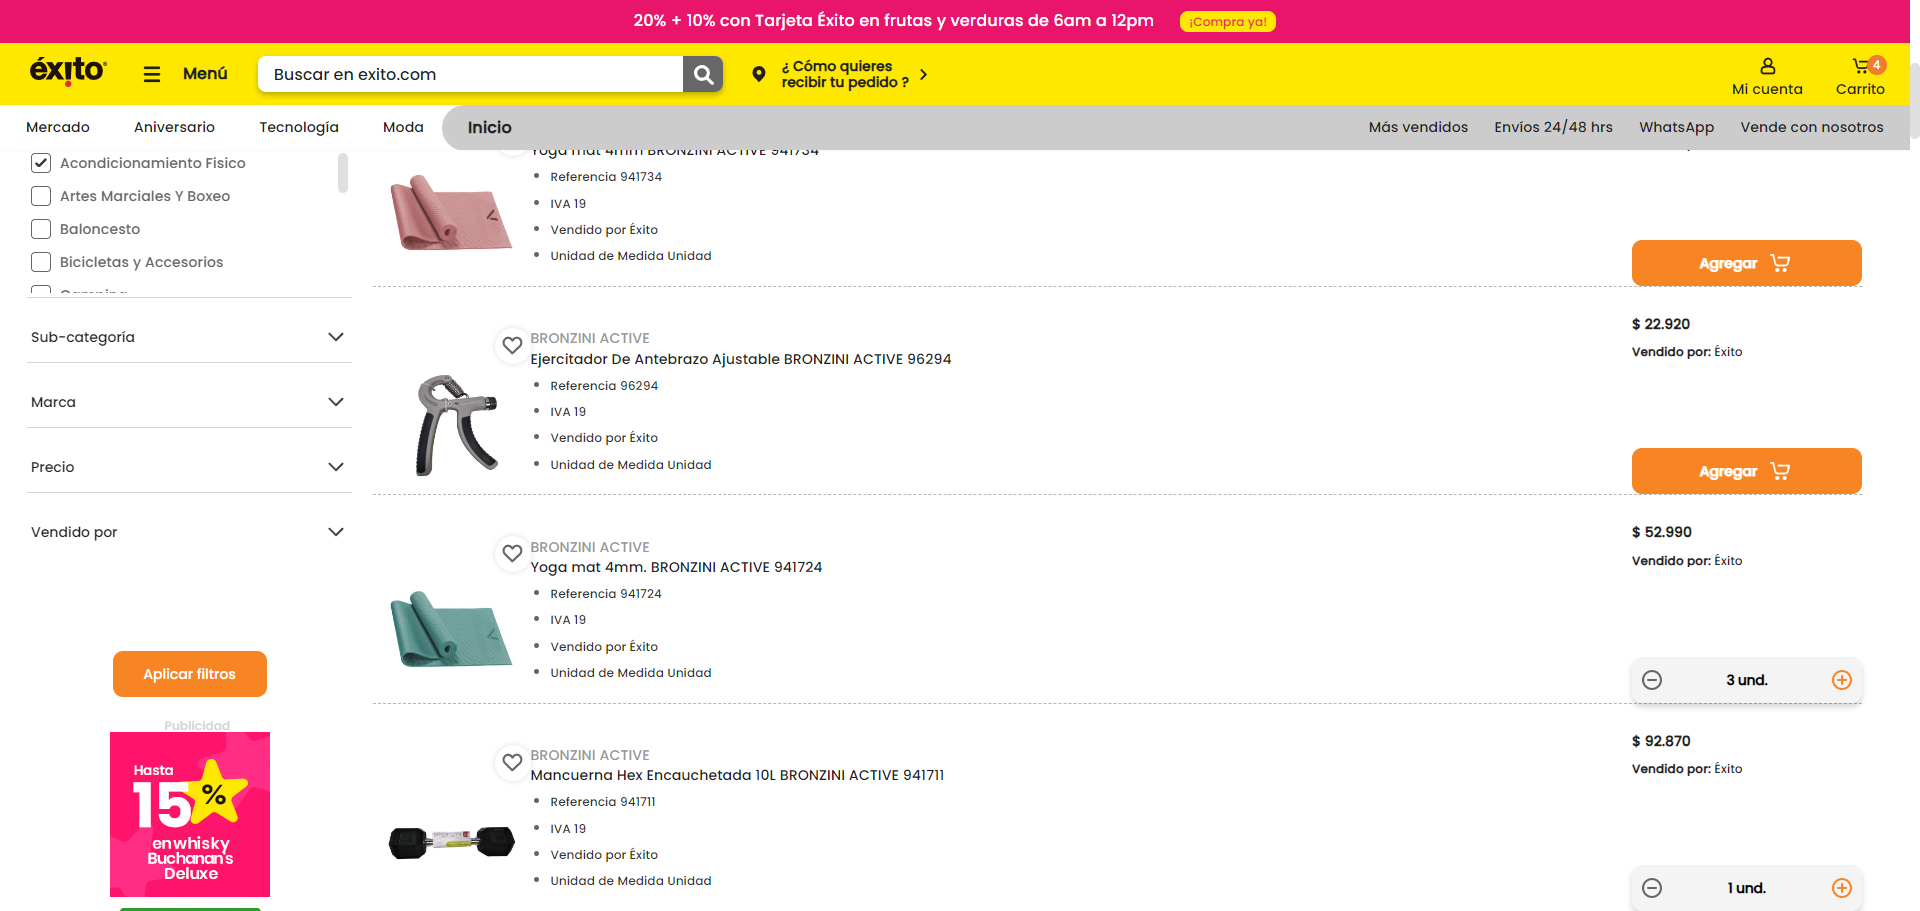 20% + 10% con Tarjeta Éxito en frutas y verduras de 6am a 12pm
¡Compra ya!
éxito
Menú
Buscar en exito.com
¿ Cómo quieres
recibir tu pedido ?
Mi cuenta
4
Carrito
Mercado
Aniversario
Tecnología
Moda
Inicio
Más vendidos
Envíos 24/48 hrs
WhatsApp
Vende con nosotros
Acondicionamiento Fisico
Artes Marciales Y Boxeo
Baloncesto
Bicicletas y Accesorios
Camping
Sub-categoría
Marca
Precio
Vendido por
Aplicar filtros
Publicidad
Hasta
15%
en whisky
Buchanan's
Deluxe
Yoga mat 4mm BRONZINI ACTIVE 941734
Referencia 941734
IVA 19
Vendido por Éxito
Unidad de Medida Unidad
Agregar
BRONZINI ACTIVE
Ejercitador De Antebrazo Ajustable BRONZINI ACTIVE 96294
Referencia 96294
IVA 19
Vendido por Éxito
Unidad de Medida Unidad
$ 22.920
Vendido por: Éxito
Agregar
BRONZINI ACTIVE
Yoga mat 4mm. BRONZINI ACTIVE 941724
Referencia 941724
IVA 19
Vendido por Éxito
Unidad de Medida Unidad
$ 52.990
Vendido por: Éxito
3 und.
BRONZINI ACTIVE
Mancuerna Hex Encauchetada 10L BRONZINI ACTIVE 941711
Referencia 941711
IVA 19
Vendido por Éxito
Unidad de Medida Unidad
$ 92.870
Vendido por: Éxito
1 und.